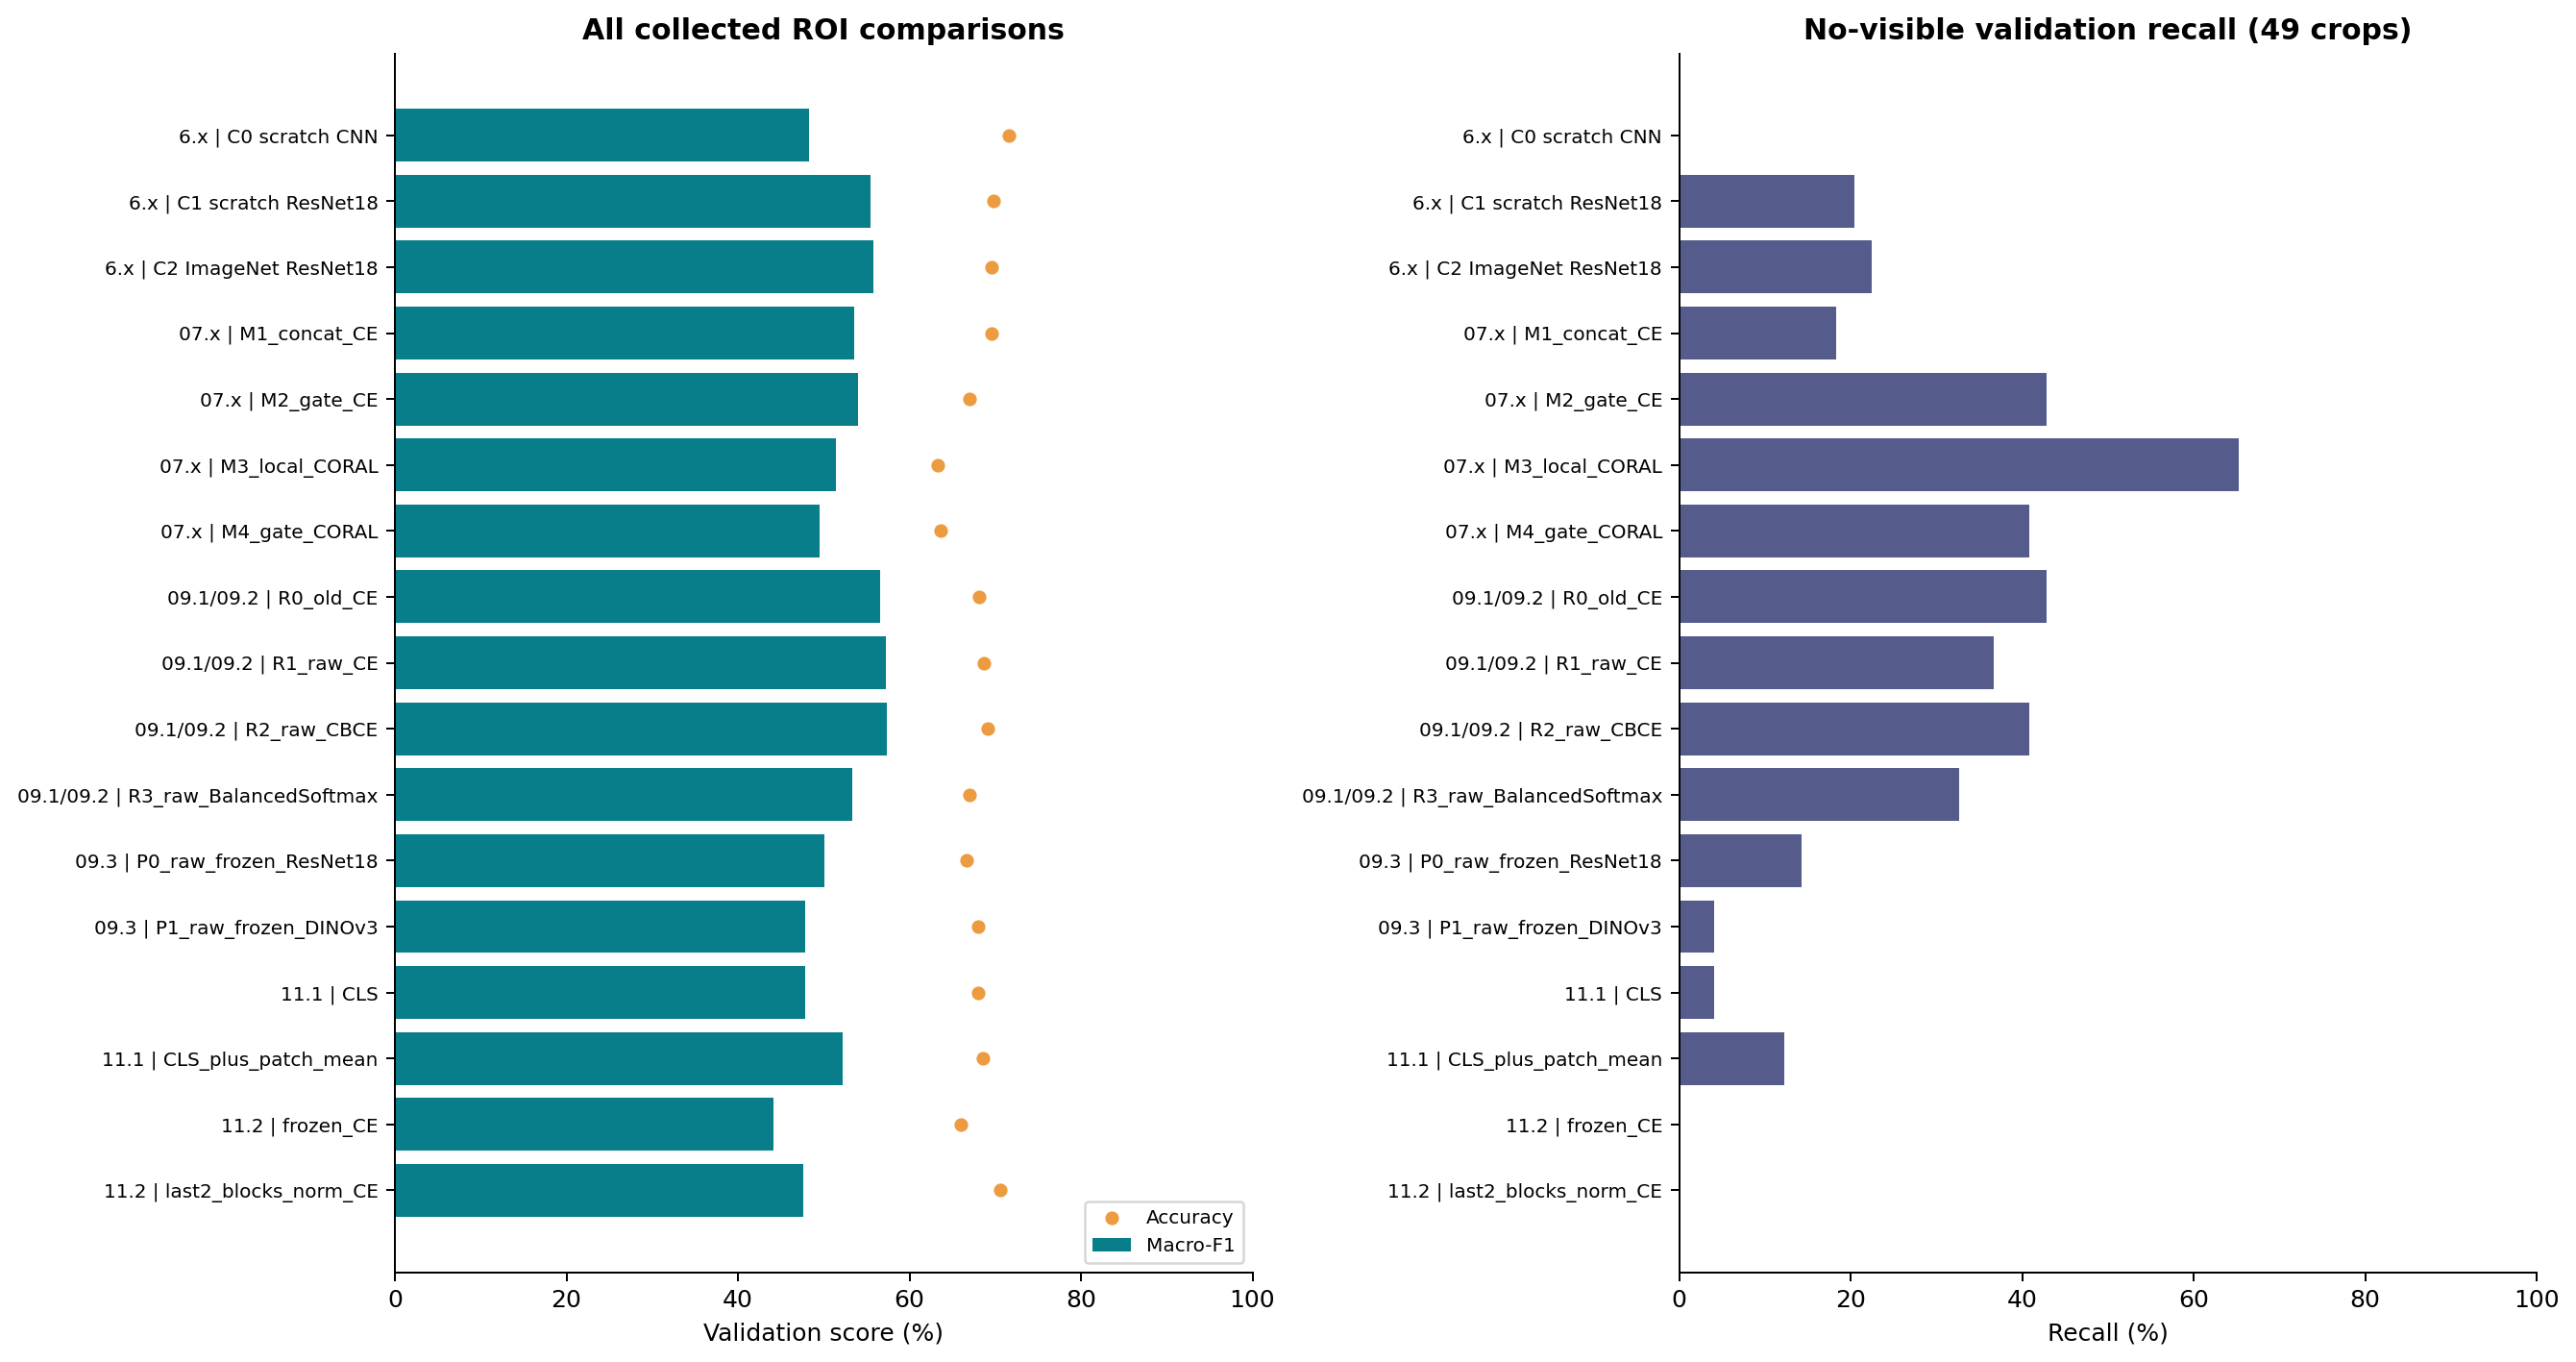 All collected ROI comparisons
6.x | C0 scratch CNN
6.x | C1 scratch ResNet18
6.x | C2 ImageNet ResNet18
07.x | M1_concat_CE
07.x | M2_gate_CE
07.x | M3_local_CORAL
07.x | M4_gate_CORAL
09.1/09.2 | R0_old_CE
09.1/09.2 | R1_raw_CE
09.1/09.2 | R2_raw_CBCE
09.1/09.2 | R3_raw_BalancedSoftmax
09.3 | P0_raw_frozen_ResNet18
09.3 | P1_raw_frozen_DINOv3
11.1 | CLS
11.1 | CLS_plus_patch_mean
11.2 | frozen_CE
11.2 | last2_blocks_norm_CE
Accuracy
Macro-F1
0 20 40 60 80 100
Validation score (%)
No-visible validation recall (49 crops)
6.x | C0 scratch CNN
6.x | C1 scratch ResNet18
6.x | C2 ImageNet ResNet18
07.x | M1_concat_CE
07.x | M2_gate_CE
07.x | M3_local_CORAL
07.x | M4_gate_CORAL
09.1/09.2 | R0_old_CE
09.1/09.2 | R1_raw_CE
09.1/09.2 | R2_raw_CBCE
09.1/09.2 | R3_raw_BalancedSoftmax
09.3 | P0_raw_frozen_ResNet18
09.3 | P1_raw_frozen_DINOv3
11.1 | CLS
11.1 | CLS_plus_patch_mean
11.2 | frozen_CE
11.2 | last2_blocks_norm_CE
0 20 40 60 80 100
Recall (%)